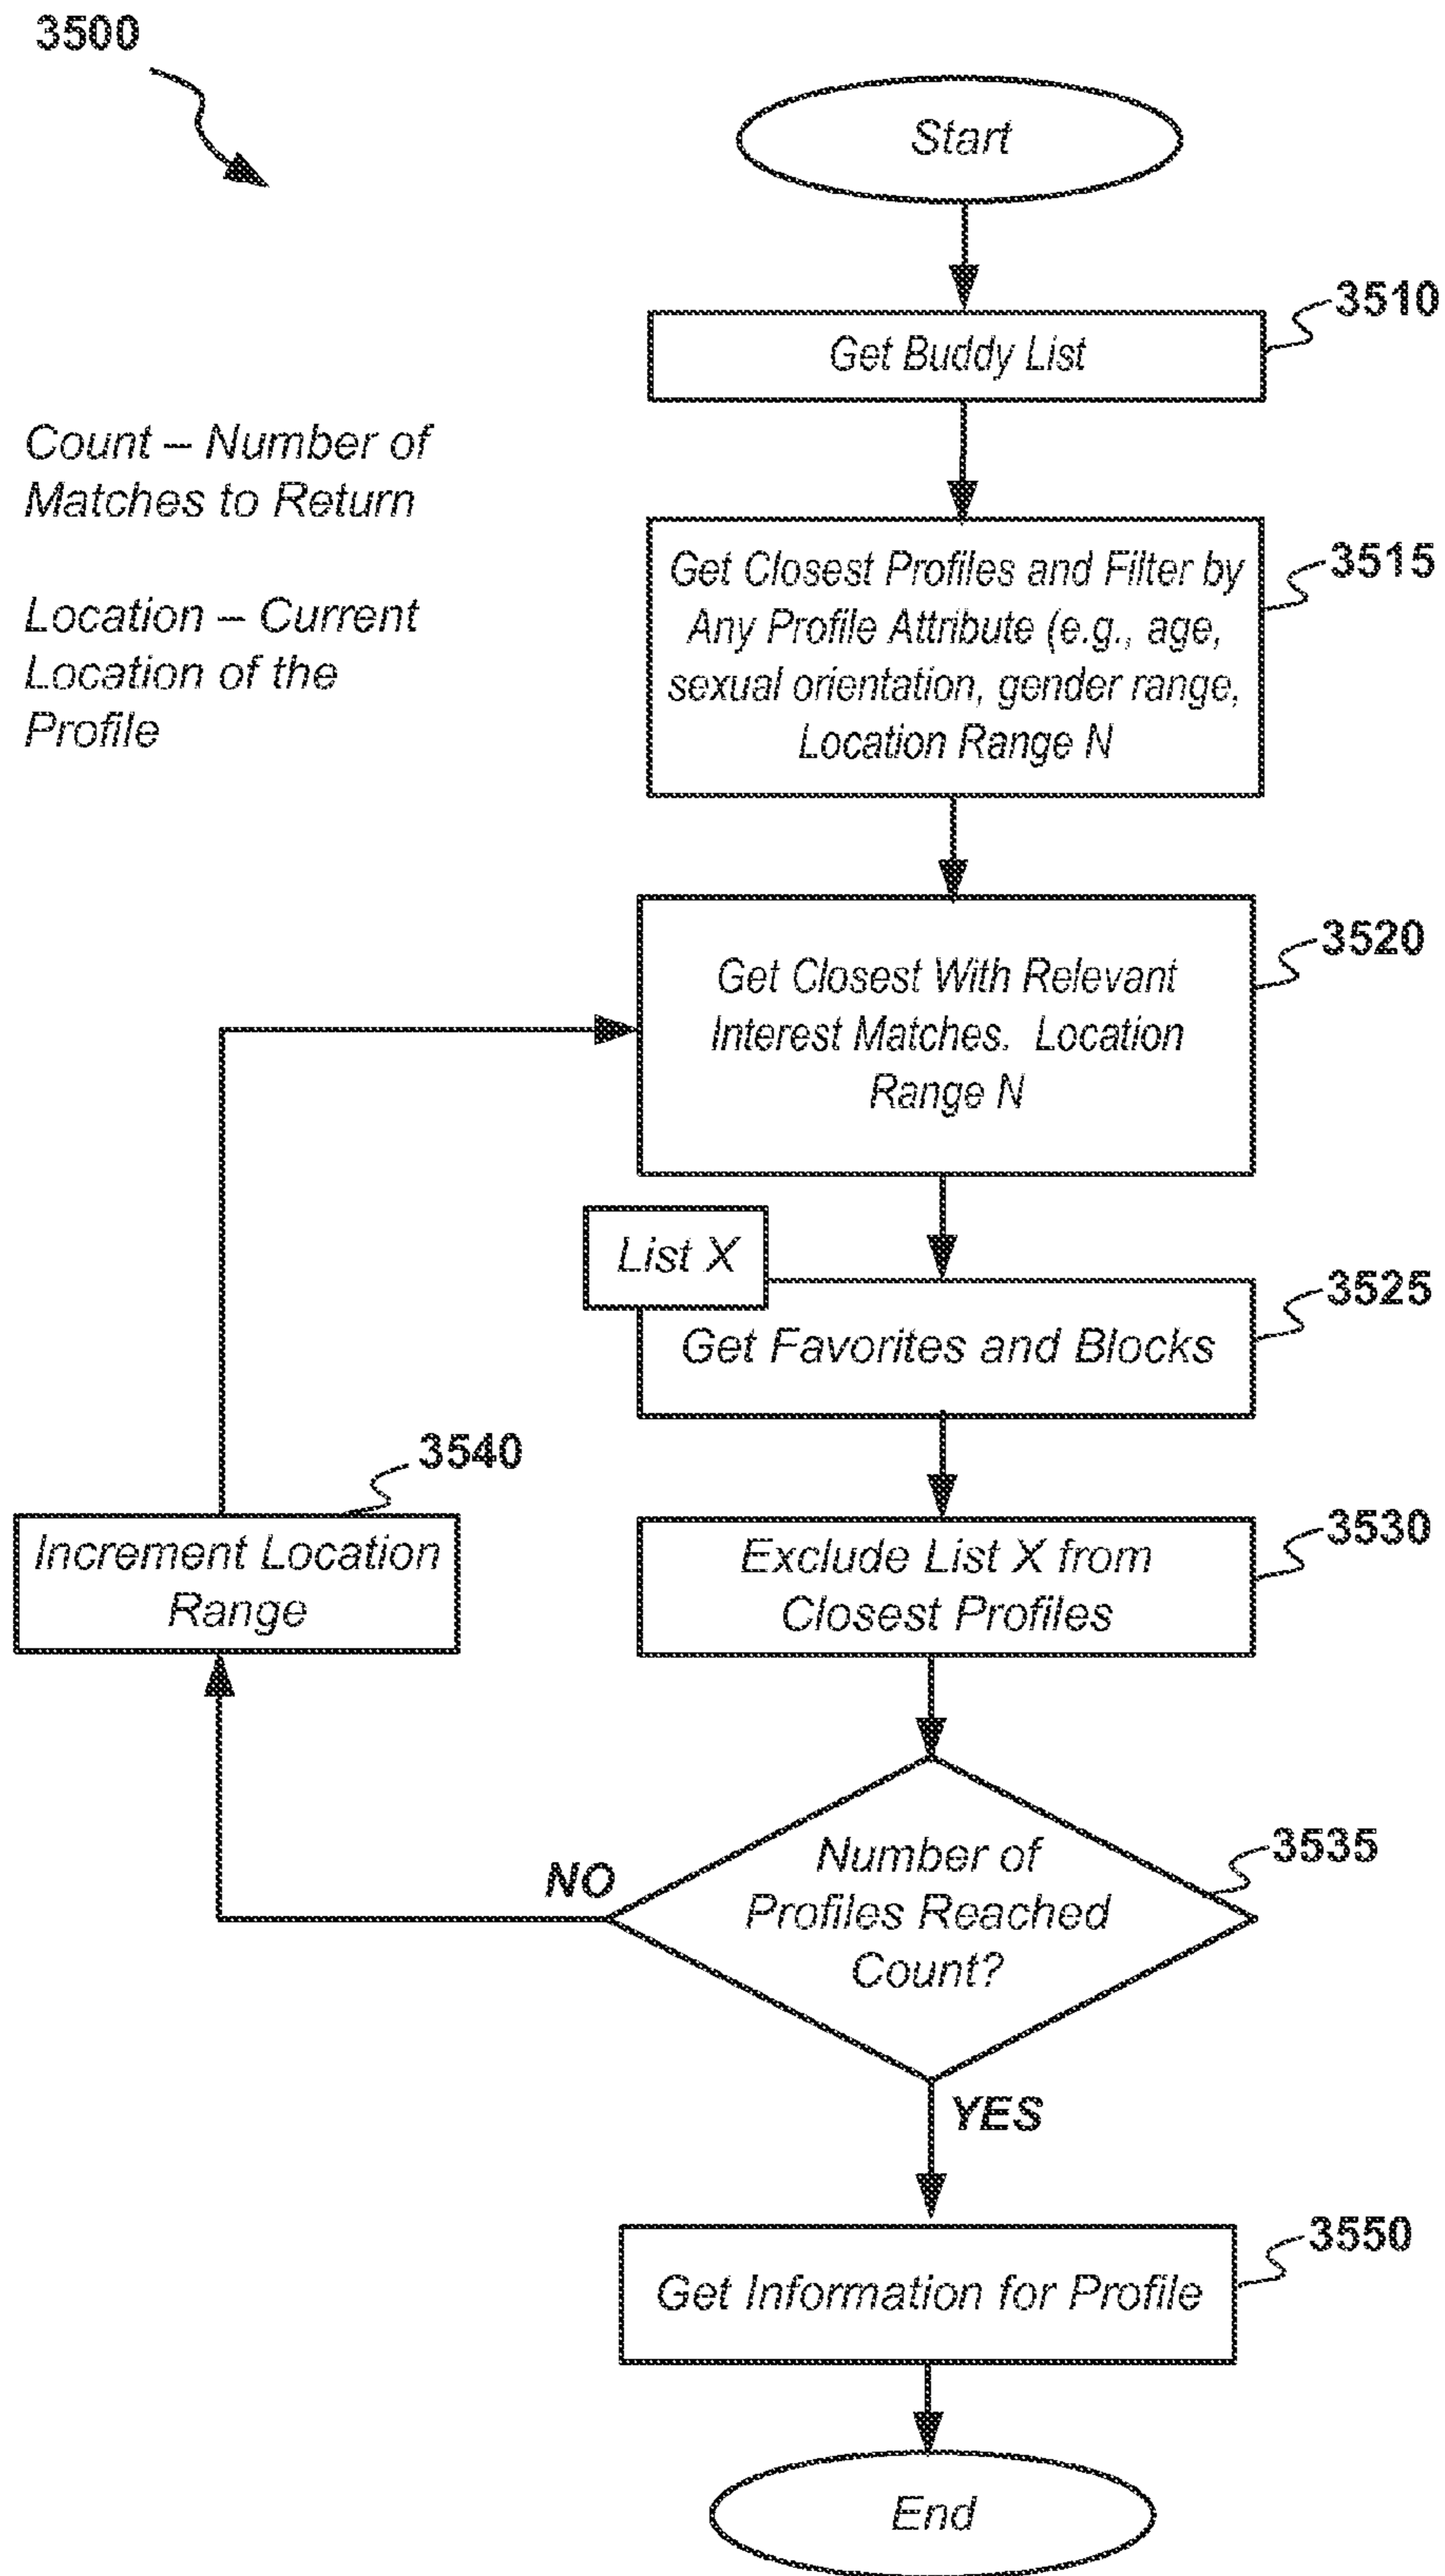 3500
Start
3510
Get Buddy List
Count – Number of
Matches to Return
Location – Current
Location of the
Profile
3515
Get Closest Profiles and Filter by
Any Profile Attribute (e.g., age,
sexual orientation, gender range,
Location Range N
3520
Get Closest With Relevant
Interest Matches. Location
Range N
List X
3525
Get Favorites and Blocks
3530
Exclude List X from
Closest Profiles
3540
Increment Location
Range
3535
Number of
Profiles Reached
Count?
NO
YES
3550
Get Information for Profile
End